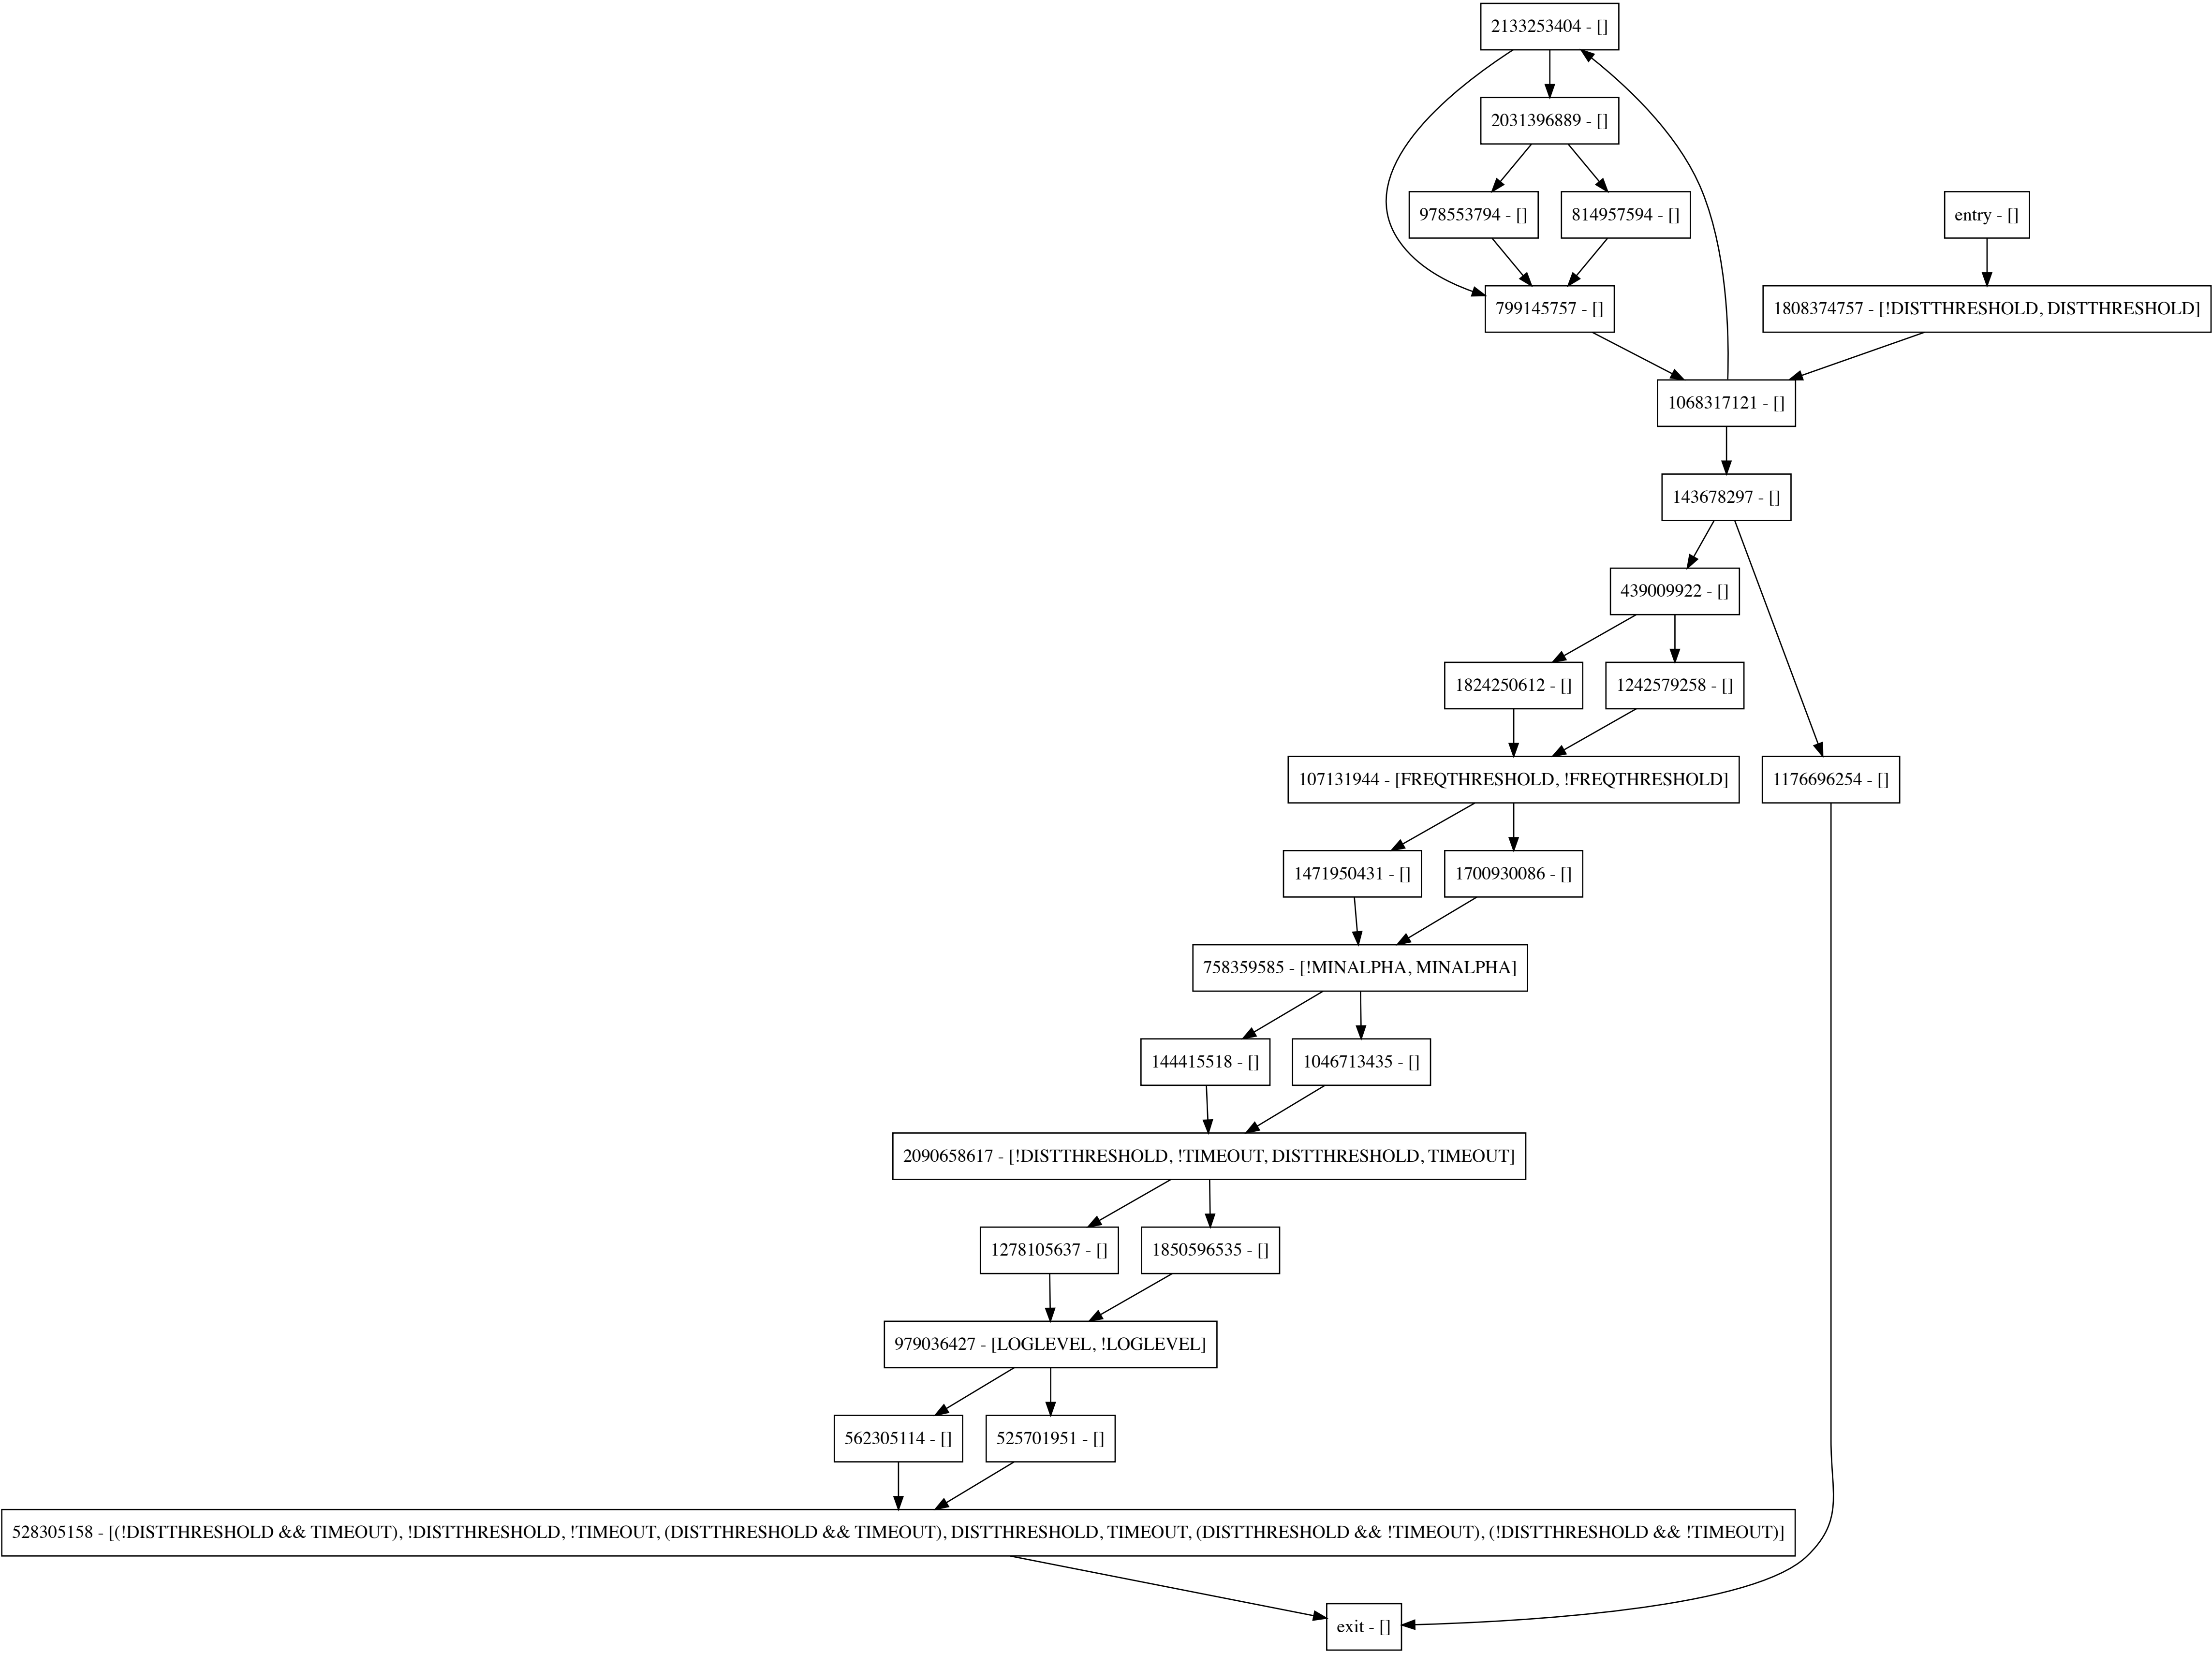 2133253404 - []
2031396889 - []
978553794 - []
814957594 - []
entry - []
799145757 - []
1808374757 - [!DISTTHRESHOLD, DISTTHRESHOLD]
1068317121 - []
143678297 - []
439009922 - []
1824250612 - []
1242579258 - []
107131944 - [FREQTHRESHOLD, !FREQTHRESHOLD]
1176696254 - []
1471950431 - []
1700930086 - []
758359585 - [!MINALPHA, MINALPHA]
144415518 - []
1046713435 - []
2090658617 - [!DISTTHRESHOLD, !TIMEOUT, DISTTHRESHOLD, TIMEOUT]
1278105637 - []
1850596535 - []
979036427 - [LOGLEVEL, !LOGLEVEL]
562305114 - []
525701951 - []
528305158 - [(!DISTTHRESHOLD && TIMEOUT), !DISTTHRESHOLD, !TIMEOUT, (DISTTHRESHOLD && TIMEOUT), DISTTHRESHOLD, TIMEOUT, (DISTTHRESHOLD && !TIMEOUT), (!DISTTHRESHOLD && !TIMEOUT)]
exit - []